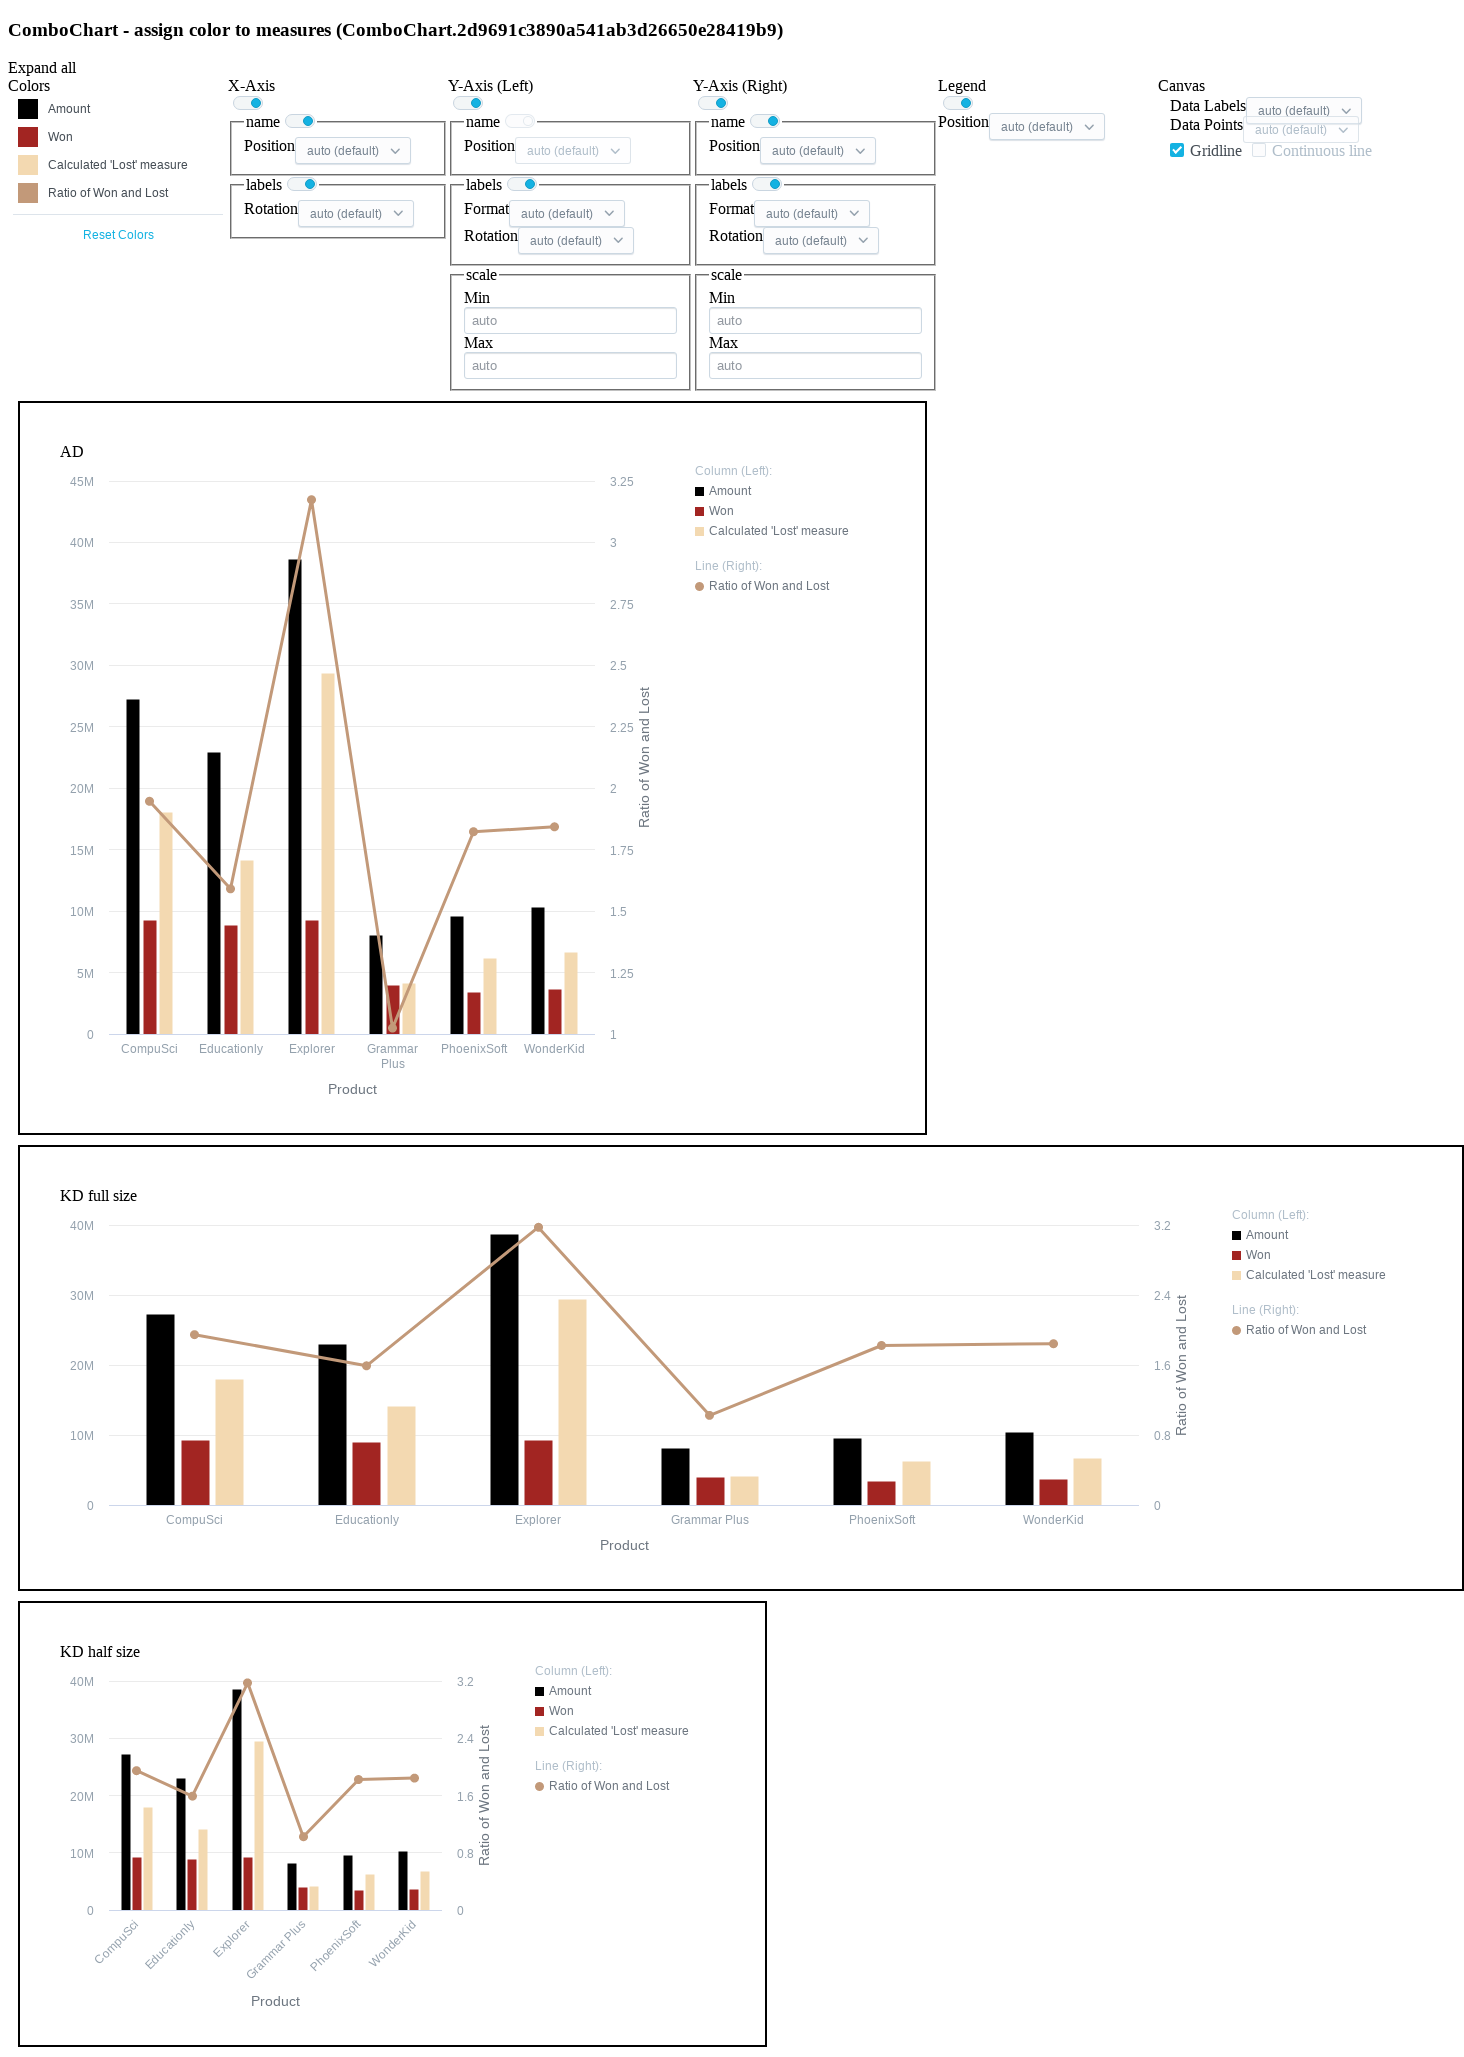 ComboChart - assign color to measures (ComboChart.2d9691c3890a541ab3d26650e28419b9)
Expand all
Colors
Amount
Won
Calculated 'Lost' measure
Ratio of Won and Lost
Reset Colors
X-Axis
name
Position auto (default)
labels
Rotation auto (default)
Y-Axis (Left)
name
Position auto (default)
labels
Format auto (default)
Rotation auto (default)
scale
Min
auto
Max
auto
Y-Axis (Right)
name
Position auto (default)
labels
Format auto (default)
Rotation auto (default)
scale
Min
auto
Max
auto
Legend
Position auto (default)
Canvas
Data Labels auto (default)
Data Points auto (default)
Gridline Continuous line
AD
45M
40M
35M
30M
25M
20M
15M
10M
5M
0
3.25
3
2.75
2.5
2.25
2
1.75
1.5
1.25
1
Ratio of Won and Lost
CompuSci
Educationly
Explorer
Grammar
Plus
PhoenixSoft
WonderKid
Product
Column (Left):
Amount
Won
Calculated 'Lost' measure
Line (Right):
Ratio of Won and Lost
KD full size
40M
30M
20M
10M
0
3.2
2.4
1.6
0.8
0
Ratio of Won and Lost
CompuSci
Educationly
Explorer
Grammar Plus
PhoenixSoft
WonderKid
Product
Column (Left):
Amount
Won
Calculated 'Lost' measure
Line (Right):
Ratio of Won and Lost
KD half size
40M
30M
20M
10M
0
3.2
2.4
1.6
0.8
0
Ratio of Won and Lost
CompuSci
Educationly
Explorer
Grammar Plus
PhoenixSoft
WonderKid
Product
Column (Left):
Amount
Won
Calculated 'Lost' measure
Line (Right):
Ratio of Won and Lost